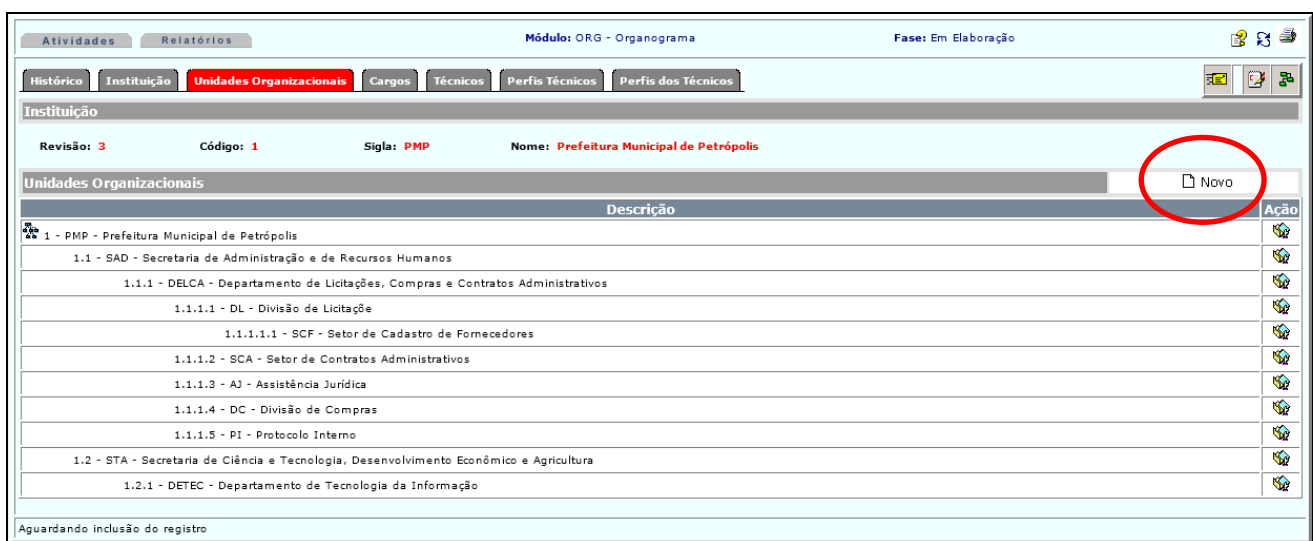 Atividades Relatórios Módulo: ORG - Organograma Fase: Em Elaboração
Histórico Instituição Unidades Organizacionais Cargos Técnicos Perfis Técnicos Perfis dos Técnicos
Instituição
Revisão: 3 Código: 1 Sigla: PMP Nome: Prefeitura Municipal de Petrópolis
Unidades Organizacionais Novo
Descrição Ação
1 - PMP - Prefeitura Municipal de Petrópolis
1.1 - SAD - Secretaria de Administração e de Recursos Humanos
1.1.1 - DELCA - Departamento de Licitações, Compras e Contratos Administrativos
1.1.1.1 - DL - Divisão de Licitaçõe
1.1.1.1.1 - SCF - Setor de Cadastro de Fornecedores
1.1.1.2 - SCA - Setor de Contratos Administrativos
1.1.1.3 - AJ - Assistência Jurídica
1.1.1.4 - DC - Divisão de Compras
1.1.1.5 - PI - Protocolo Interno
1.2 - STA - Secretaria de Ciência e Tecnologia, Desenvolvimento Econômico e Agricultura
1.2.1 - DETEC - Departamento de Tecnologia da Informação
Aguardando inclusão do registro